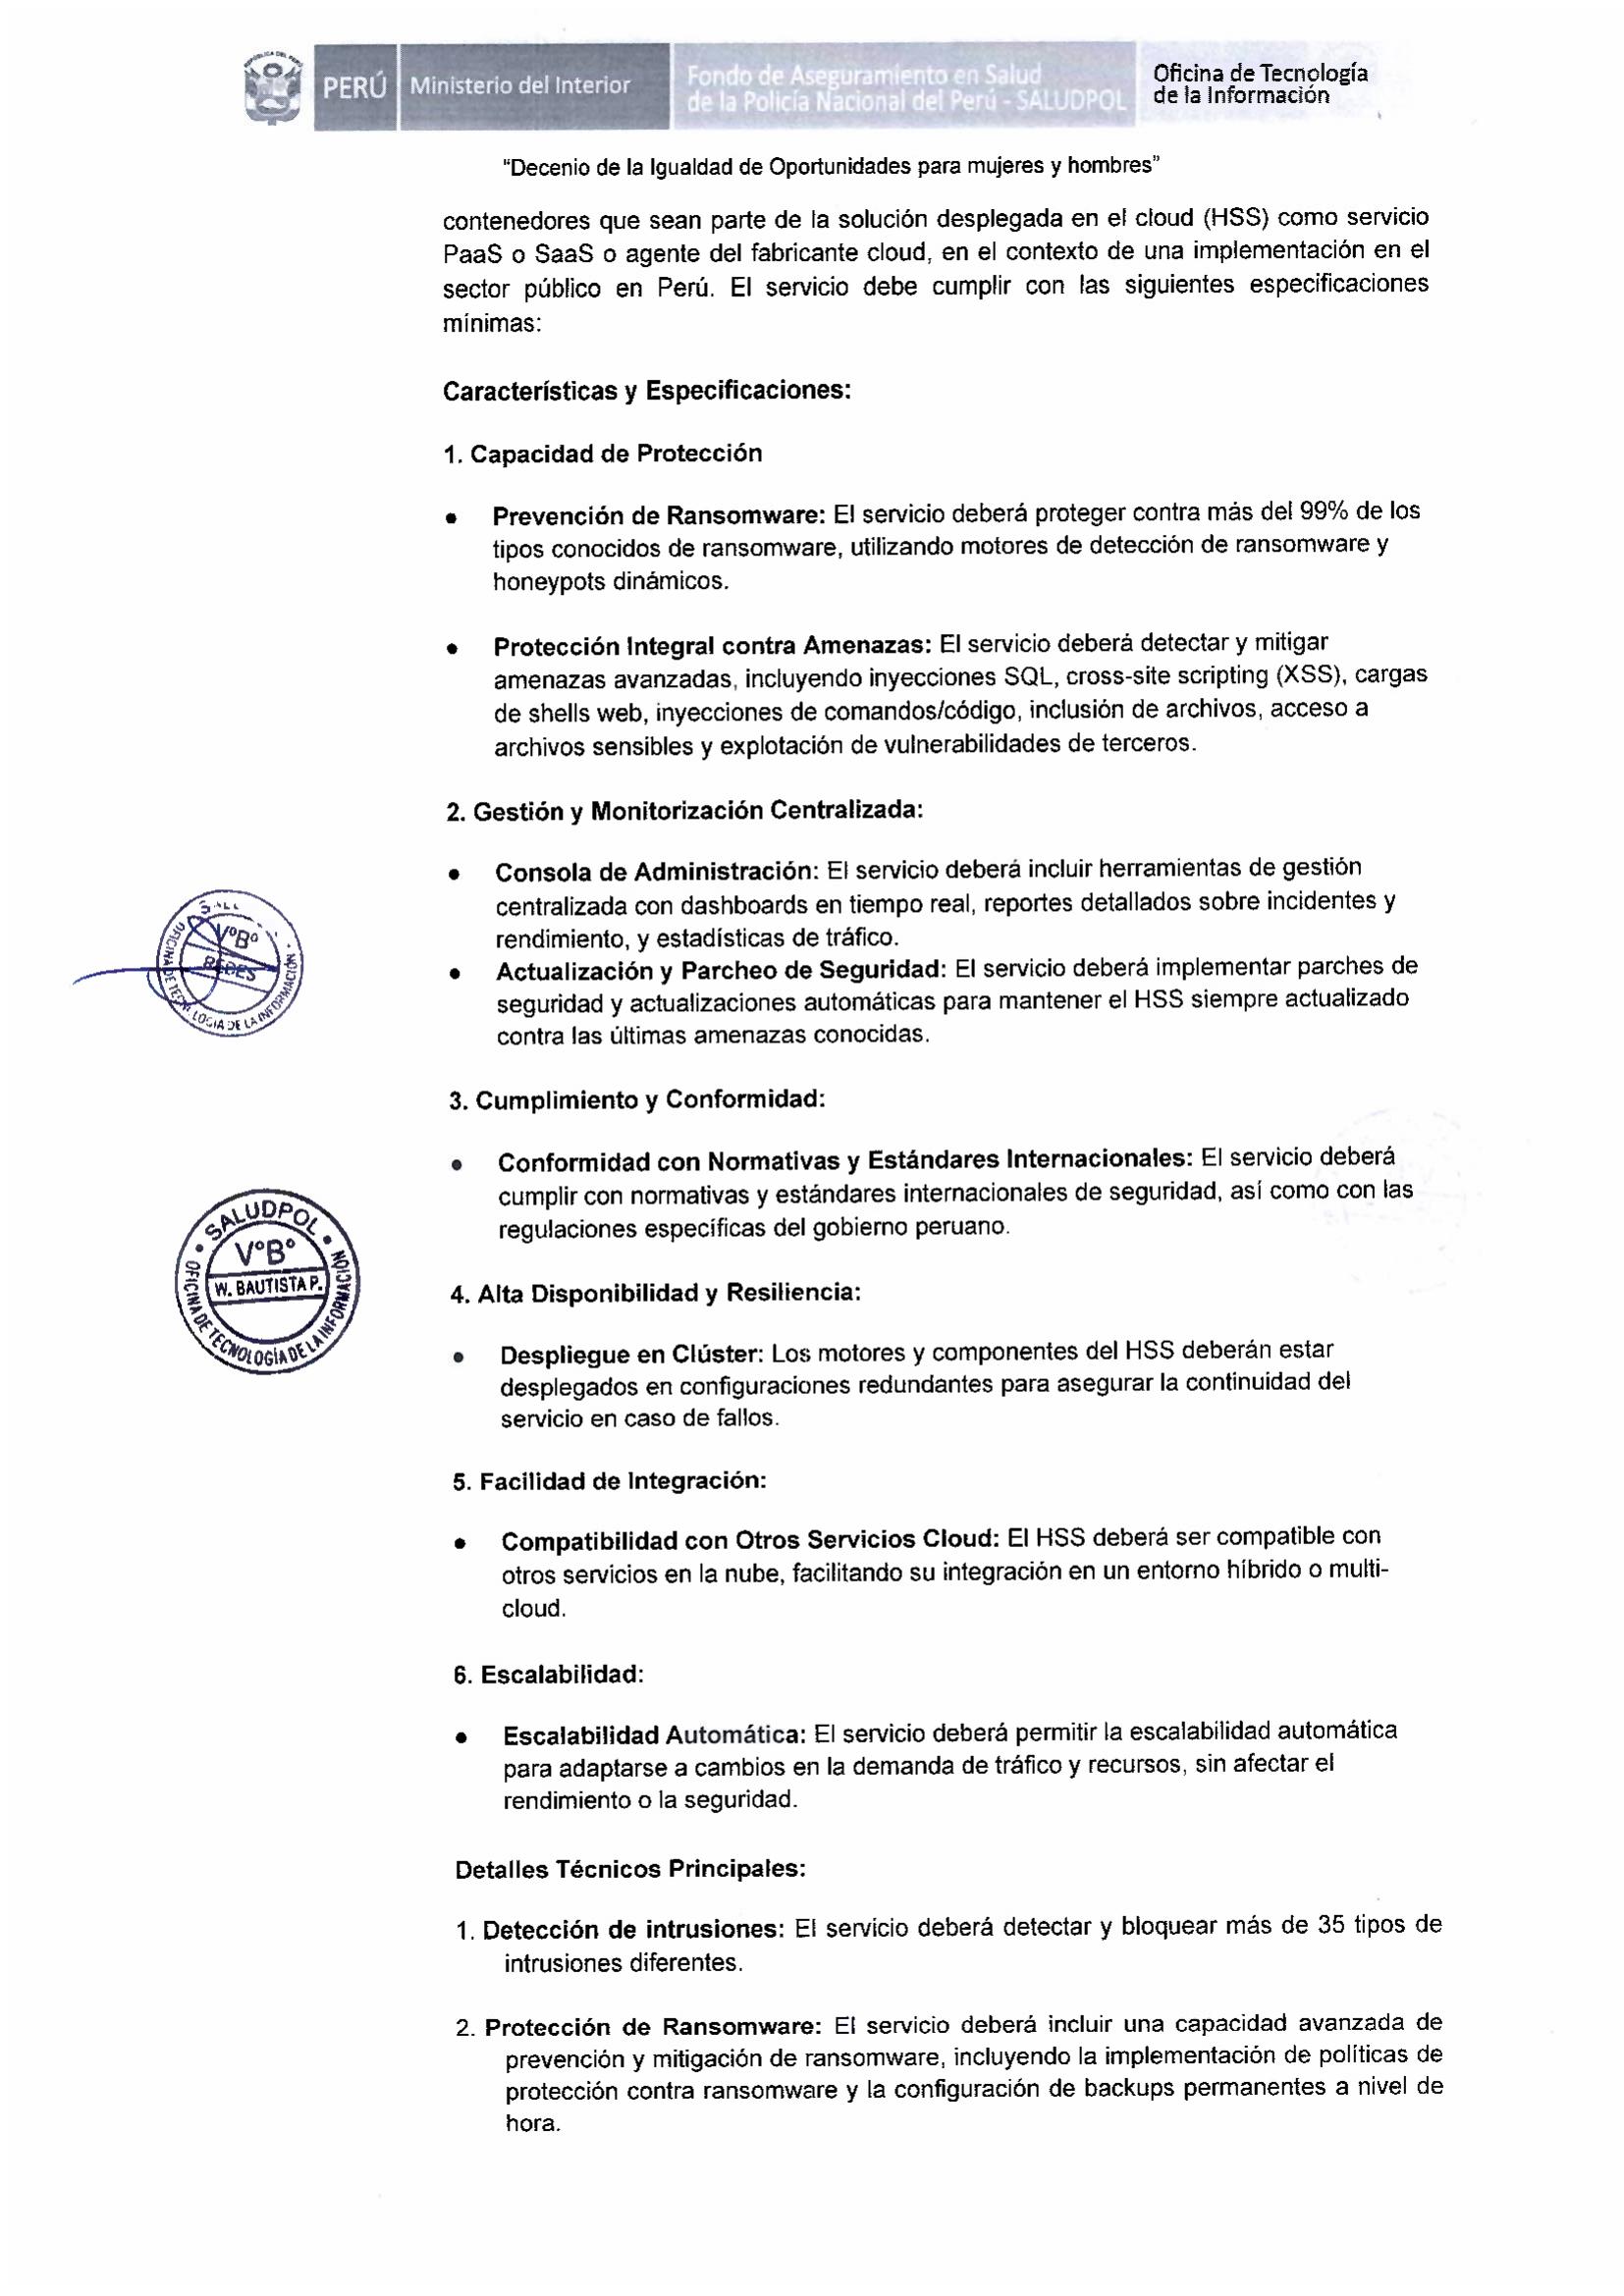 PERÚ
Ministerio del Interior
Fondo de Aseguramiento en Salud
de la Policía Nacional del Perú - SALUDPOL
Oficina de Tecnología
de la Información
“Decenio de la Igualdad de Oportunidades para mujeres y hombres”
contenedores que sean parte de la solución desplegada en el cloud (HSS) como servicio
PaaS o SaaS o agente del fabricante cloud, en el contexto de una implementación en el
sector público en Perú. El servicio debe cumplir con las siguientes especificaciones
mínimas:
Características y Especificaciones:
1. Capacidad de Protección
• Prevención de Ransomware: El servicio deberá proteger contra más del 99% de los
tipos conocidos de ransomware, utilizando motores de detección de ransomware y
honeypots dinámicos.
• Protección Integral contra Amenazas: El servicio deberá detectar y mitigar
amenazas avanzadas, incluyendo inyecciones SQL, cross-site scripting (XSS), cargas
de shells web, inyecciones de comandos/código, inclusión de archivos, acceso a
archivos sensibles y explotación de vulnerabilidades de terceros.
2. Gestión y Monitorización Centralizada:
• Consola de Administración: El servicio deberá incluir herramientas de gestión
centralizada con dashboards en tiempo real, reportes detallados sobre incidentes y
rendimiento, y estadísticas de tráfico.
• Actualización y Parcheo de Seguridad: El servicio deberá implementar parches de
seguridad y actualizaciones automáticas para mantener el HSS siempre actualizado
contra las últimas amenazas conocidas.
V°B°
REDES
OFICINA DE TECNOLOGIA DE LA INFORMACIÓN
3. Cumplimiento y Conformidad:
• Conformidad con Normativas y Estándares Internacionales: El servicio deberá
cumplir con normativas y estándares internacionales de seguridad, así como con las
regulaciones específicas del gobierno peruano.
SALUDPOL
V°B°
W. BAUTISTA P.
OFICINA DE TECNOLOGÍA DE LA INFORMACIÓN
4. Alta Disponibilidad y Resiliencia:
• Despliegue en Clúster: Los motores y componentes del HSS deberán estar
desplegados en configuraciones redundantes para asegurar la continuidad del
servicio en caso de fallos.
5. Facilidad de Integración:
• Compatibilidad con Otros Servicios Cloud: El HSS deberá ser compatible con
otros servicios en la nube, facilitando su integración en un entorno híbrido o multi-
cloud.
6. Escalabilidad:
• Escalabilidad Automática: El servicio deberá permitir la escalabilidad automática
para adaptarse a cambios en la demanda de tráfico y recursos, sin afectar el
rendimiento o la seguridad.
Detalles Técnicos Principales:
1. Detección de intrusiones: El servicio deberá detectar y bloquear más de 35 tipos de
intrusiones diferentes.
2. Protección de Ransomware: El servicio deberá incluir una capacidad avanzada de
prevención y mitigación de ransomware, incluyendo la implementación de políticas de
protección contra ransomware y la configuración de backups permanentes a nivel de
hora.